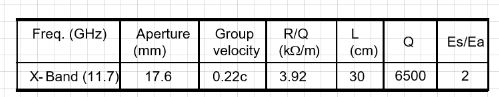 Freq. (GHz) Aperture (mm) Group velocity R/Q (kΩ/m) L (cm) Q Es/Ea
X-Band (11.7) 17.6 0.22c 3.92 30 6500 2